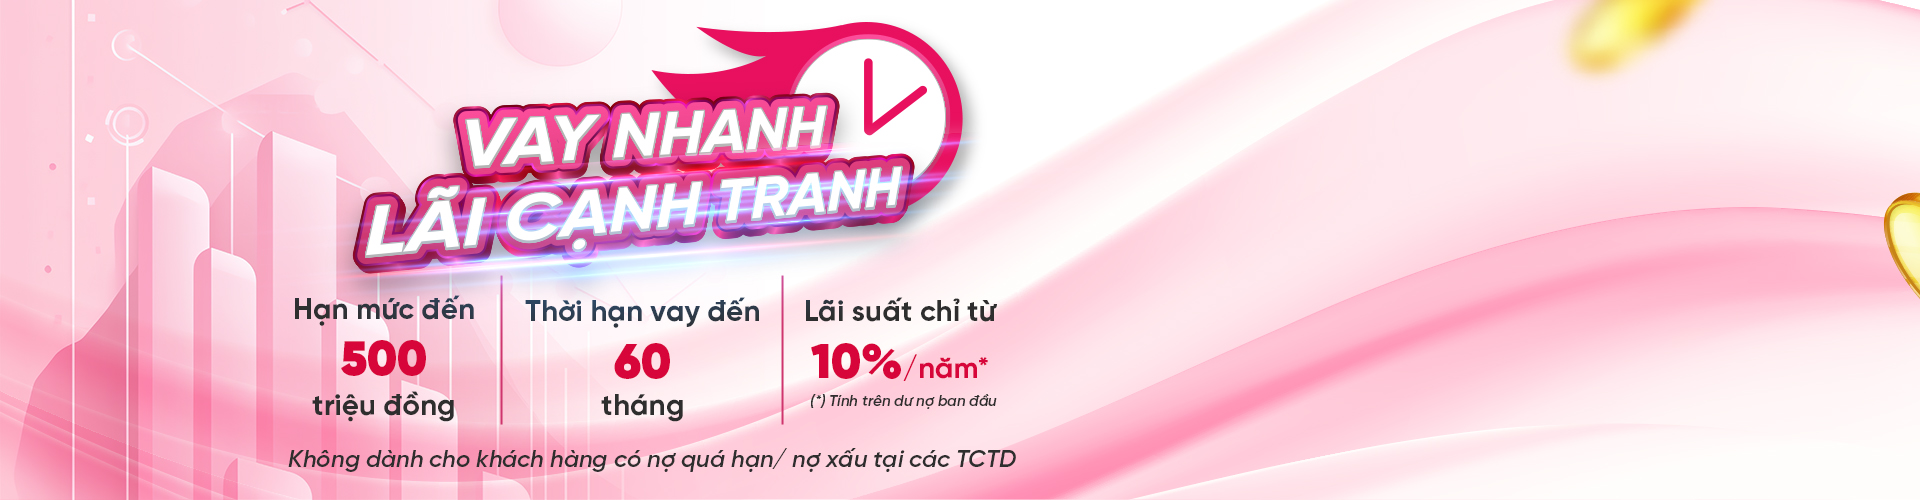 VAY NHANH
LÃI CẠNH TRANH
Hạn mức đến
500
triệu đồng
Thời hạn vay đến
60
tháng
Lãi suất chỉ từ
10%/năm*
(*) Tính trên dư nợ ban đầu
Không dành cho khách hàng có nợ quá hạn/ nợ xấu tại các TCTD